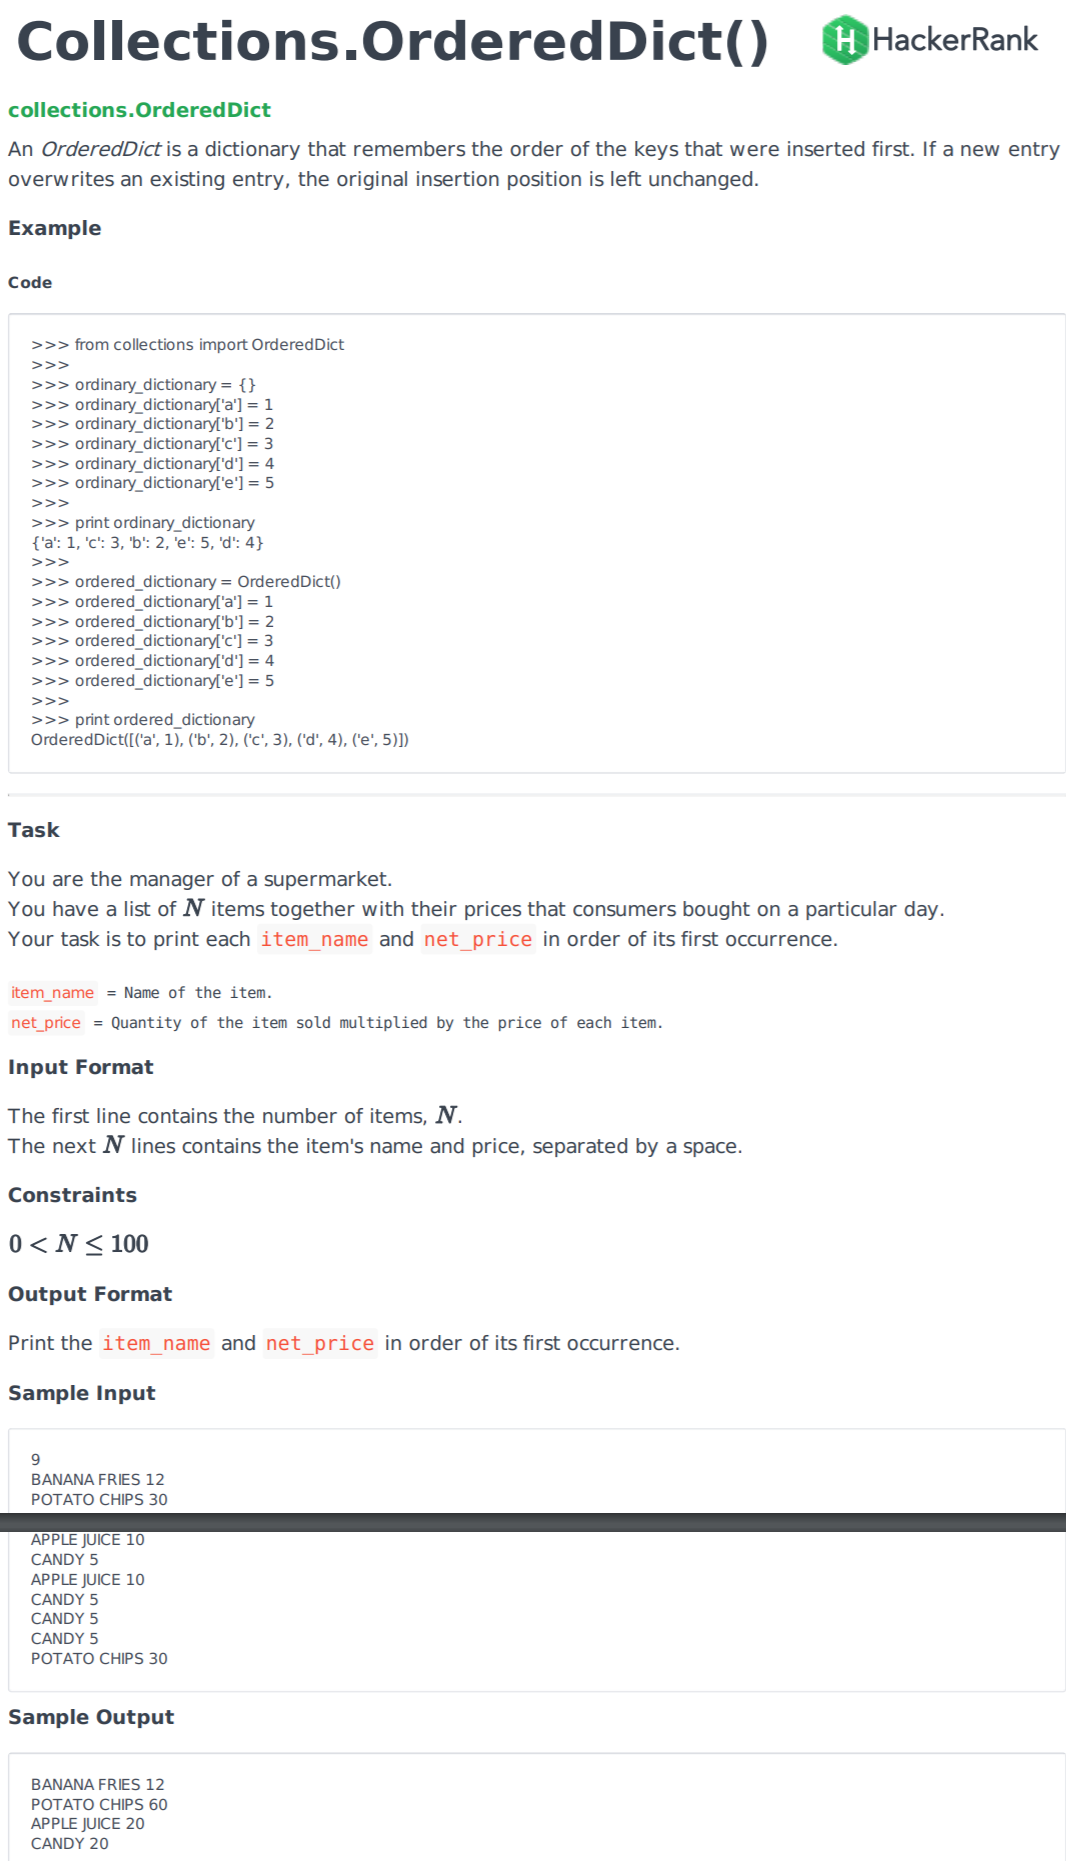 Collections.OrderedDict()
HackerRank
collections.OrderedDict
An OrderedDict is a dictionary that remembers the order of the keys that were inserted first. If a new entry
overwrites an existing entry, the original insertion position is left unchanged.
Example
Code
>>> from collections import OrderedDict
>>>
>>> ordinary_dictionary = {}
>>> ordinary_dictionary['a'] = 1
>>> ordinary_dictionary['b'] = 2
>>> ordinary_dictionary['c'] = 3
>>> ordinary_dictionary['d'] = 4
>>> ordinary_dictionary['e'] = 5
>>>
>>> print ordinary_dictionary
{'a': 1, 'c': 3, 'b': 2, 'e': 5, 'd': 4}
>>>
>>> ordered_dictionary = OrderedDict()
>>> ordered_dictionary['a'] = 1
>>> ordered_dictionary['b'] = 2
>>> ordered_dictionary['c'] = 3
>>> ordered_dictionary['d'] = 4
>>> ordered_dictionary['e'] = 5
>>>
>>> print ordered_dictionary
OrderedDict([('a', 1), ('b', 2), ('c', 3), ('d', 4), ('e', 5)])
Task
You are the manager of a supermarket.
You have a list of N items together with their prices that consumers bought on a particular day.
Your task is to print each item_name and net_price in order of its first occurrence.
item_name = Name of the item.
net_price = Quantity of the item sold multiplied by the price of each item.
Input Format
The first line contains the number of items, N.
The next N lines contains the item's name and price, separated by a space.
Constraints
0 < N ≤ 100
Output Format
Print the item_name and net_price in order of its first occurrence.
Sample Input
9
BANANA FRIES 12
POTATO CHIPS 30
APPLE JUICE 10
CANDY 5
APPLE JUICE 10
CANDY 5
CANDY 5
CANDY 5
POTATO CHIPS 30
Sample Output
BANANA FRIES 12
POTATO CHIPS 60
APPLE JUICE 20
CANDY 20